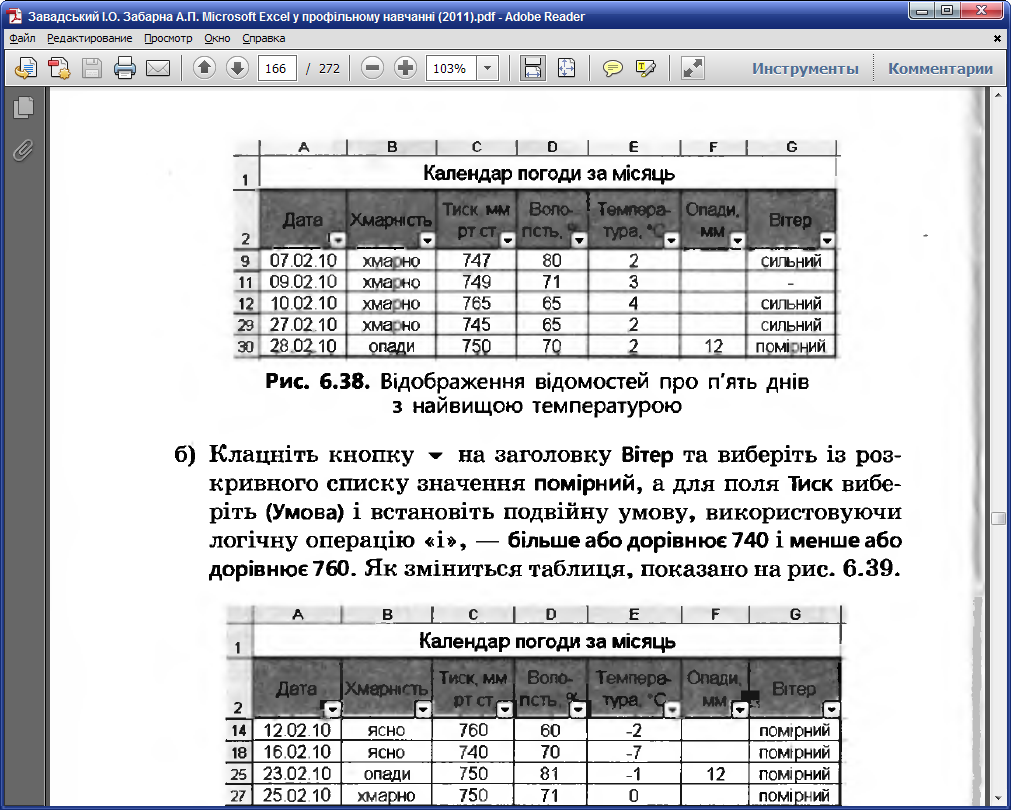 Завадський І.О. Забарна А.П. Microsoft Excel у профільному навчанні (2011).pdf - Adobe Reader
Файл Редактирование Просмотр Окно Справка
166 / 272 103% Инструменты Комментарии
A B C D E F G
1 Календар погоди за місяць
Дата Хмарність Тиск, мм Воло- Темпера- Опади, Вітер
2 рт ст гість, % тура, °C мм
9 07.02.10 хмарно 747 80 2 сильний
11 09.02.10 хмарно 749 71 3 -
12 10.02.10 хмарно 765 65 4 сильний
29 27.02.10 хмарно 745 65 2 сильний
30 28.02.10 опади 750 70 2 12 помірний
Рис. 6.38. Відображення відомостей про п'ять днів
з найвищою температурою
б) Клацніть кнопку на заголовку Вітер та виберіть із роз-
кривного списку значення помірний, а для поля Тиск вибе-
ріть (Умова) і встановіть подвійну умову, використовуючи
логічну операцію «і», — більше або дорівнює 740 і менше або
дорівнює 760. Як зміниться таблиця, показано на рис. 6.39.
A B C D E F G
1 Календар погоди за місяць
Дата Хмарність Тиск, мм Воло- Темпера- Опади, Вітер
2 рт ст гість, % тура, °C мм
14 12.02.10 ясно 760 60 -2 помірний
18 16.02.10 ясно 740 70 -7 помірний
25 23.02.10 опади 750 81 -1 12 помірний
27 25.02.10 хмарно 750 71 0 помірний